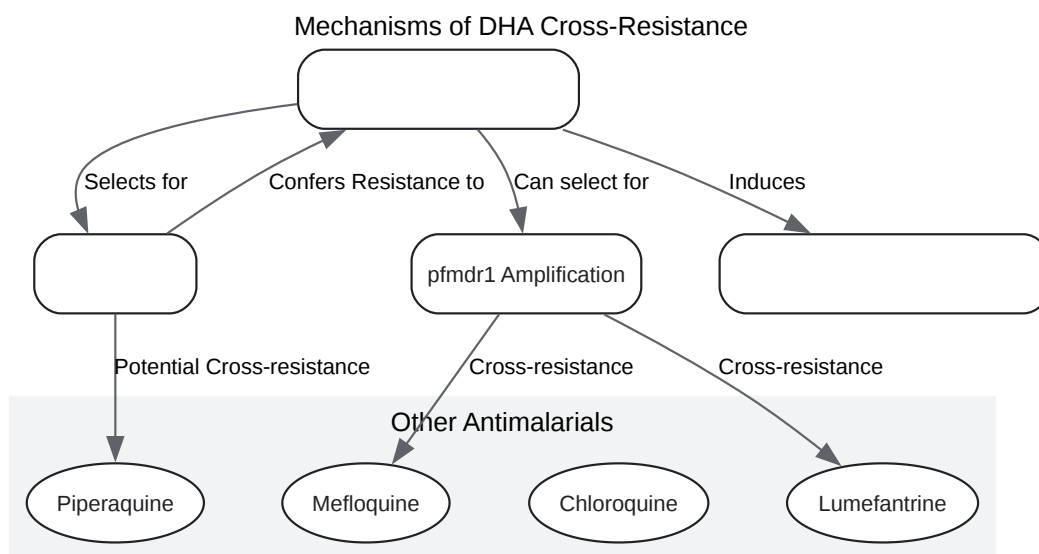 Mechanisms of DHA Cross-Resistance
Selects for
Confers Resistance to
Can select for
Induces
pfmdr1 Amplification
Potential Cross-resistance
Cross-resistance
Cross-resistance
Other Antimalarials
Piperaquine
Mefloquine
Chloroquine
Lumefantrine